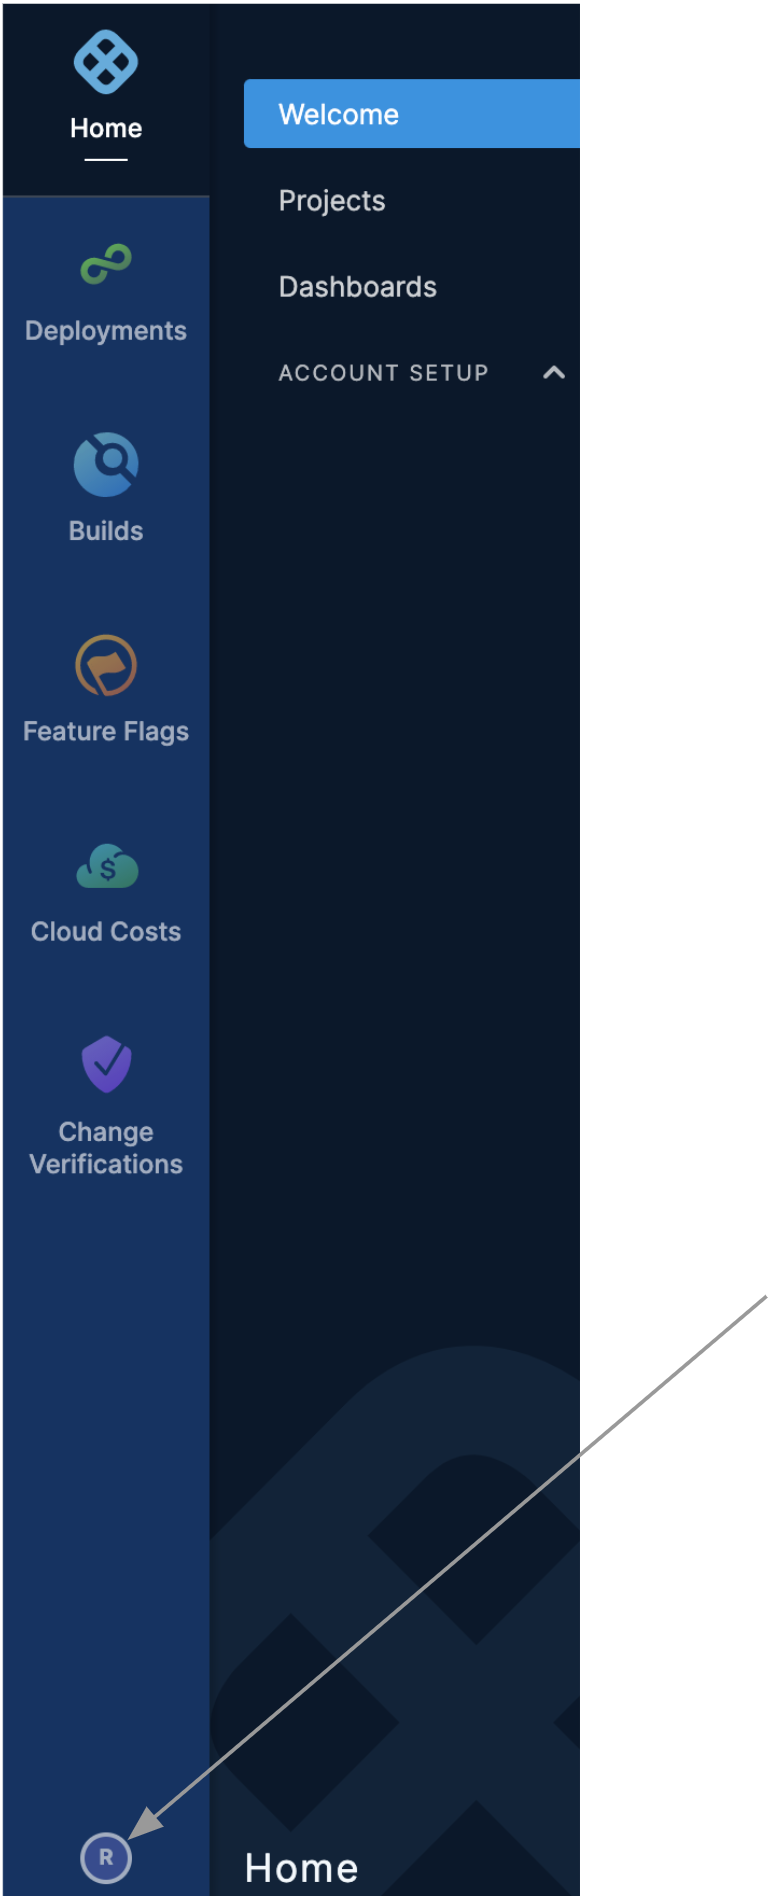 Home
Deployments
Builds
Feature Flags
Cloud Costs
$
Change
Verifications
R
Welcome
Projects
Dashboards
ACCOUNT SETUP
Home